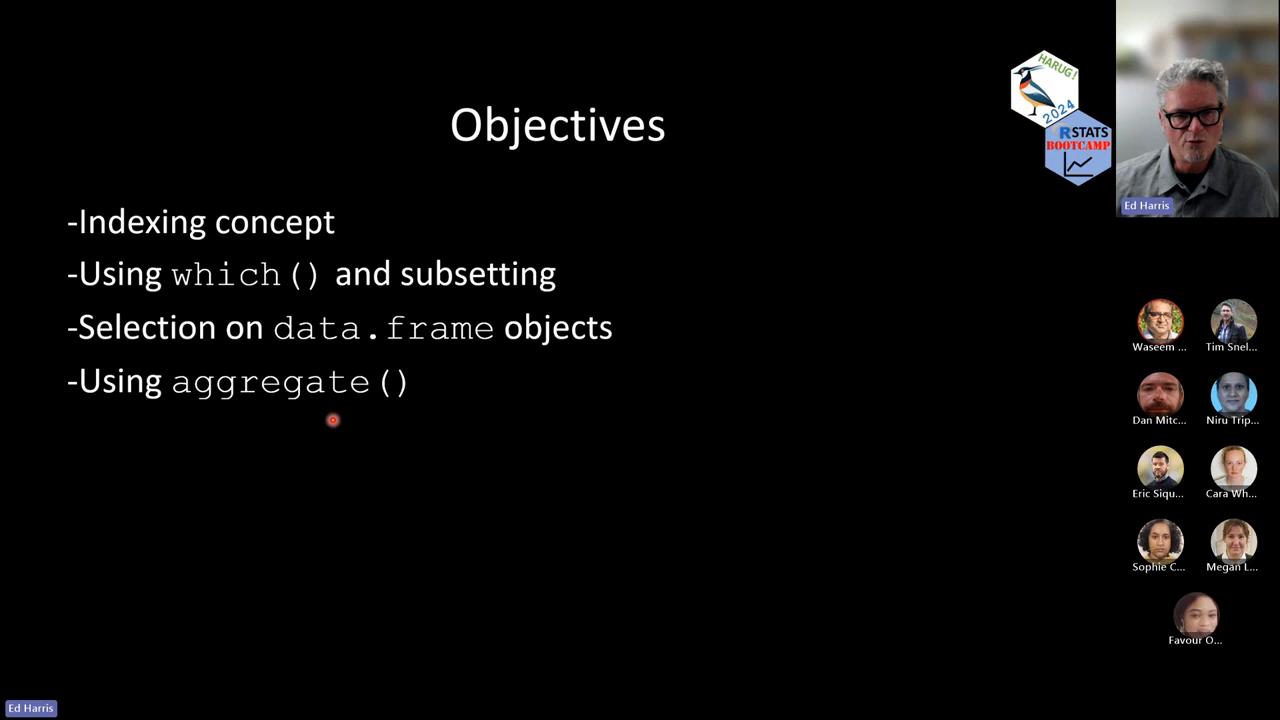 Objectives
-Indexing concept
-Using which() and subsetting
-Selection on data.frame objects
-Using aggregate()
HARUG!
2024
RSTATS
BOOTCAMP
Ed Harris
Waseem ...
Tim Snel...
Dan Mitc...
Niru Trip...
Eric Siqu...
Cara Wh...
Sophie C...
Megan L...
Favour O...
Ed Harris